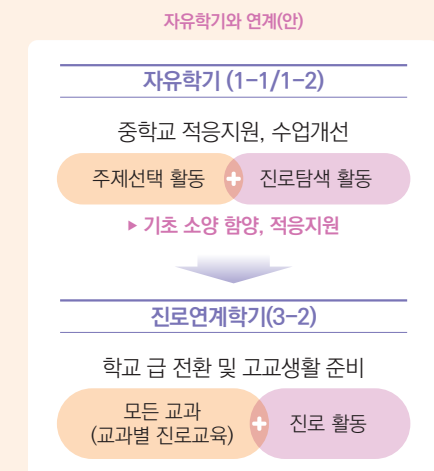 자유학기와 연계(안)
자유학기 (1-1/1-2)
중학교 적응지원, 수업개선
주제선택 활동 + 진로탐색 활동
▶ 기초 소양 함양, 적응지원
진로연계학기(3-2)
학교 급 전환 및 고교생활 준비
모든 교과
(교과별 진로교육) + 진로 활동